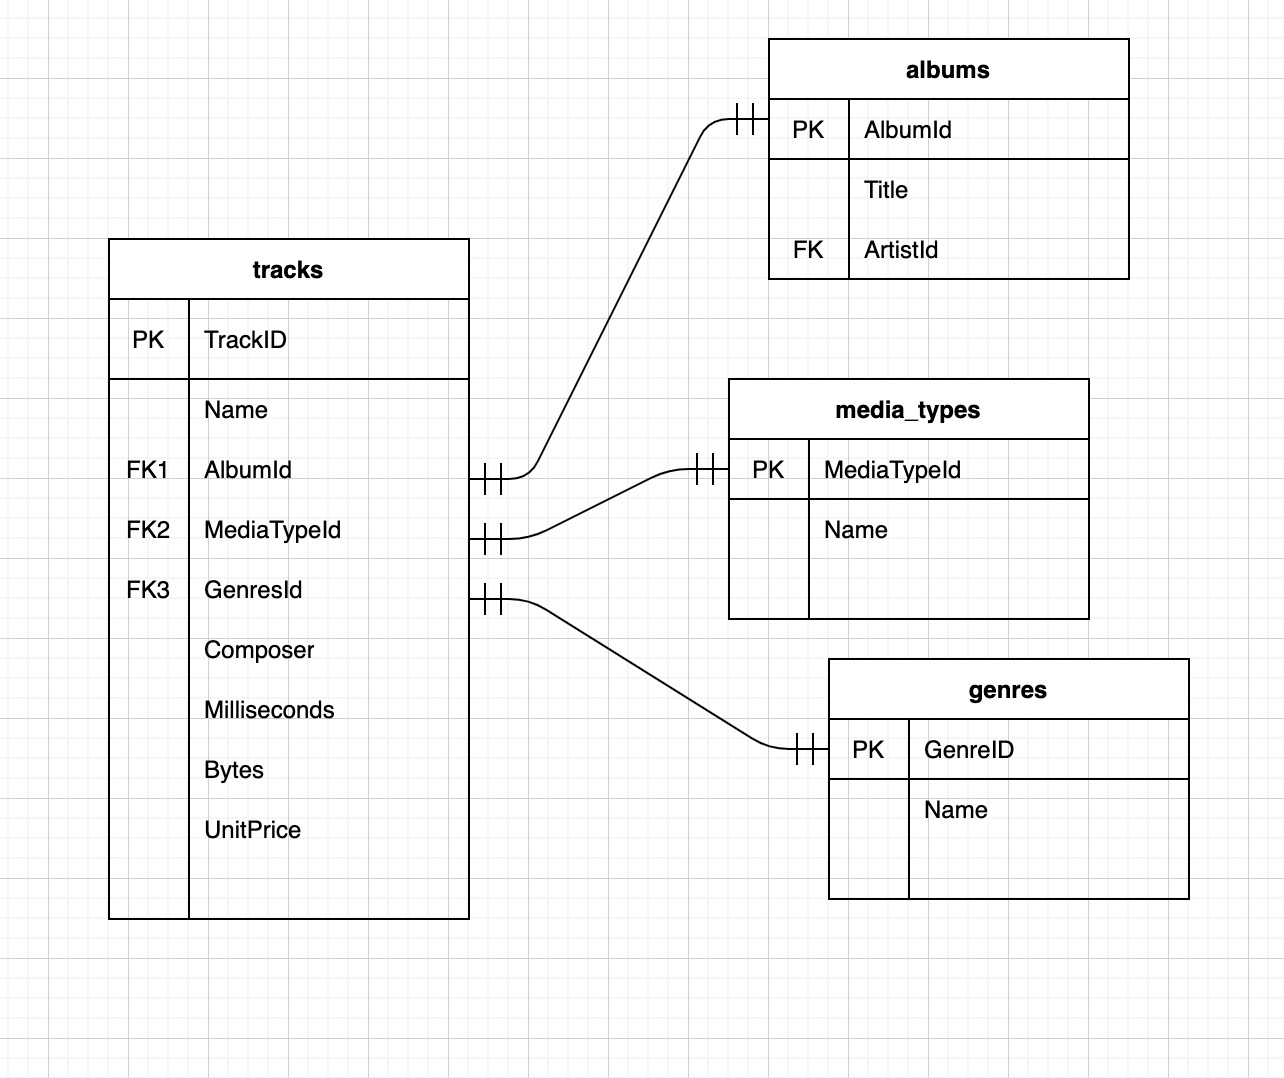 albums
PK AlbumId
Title
FK ArtistId
tracks
PK TrackID
Name
FK1 AlbumId
FK2 MediaTypeId
FK3 GenresId
Composer
Milliseconds
Bytes
UnitPrice
media_types
PK MediaTypeId
Name
genres
PK GenreID
Name